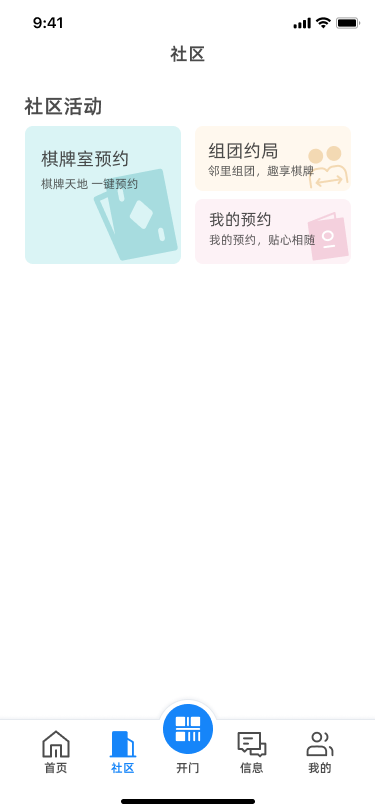 9:41
社区
社区活动
棋牌室预约
棋牌天地 一键预约
组团约局
邻里组团，趣享棋牌
我的预约
我的预约，贴心相随
首页
社区
开门
信息
我的